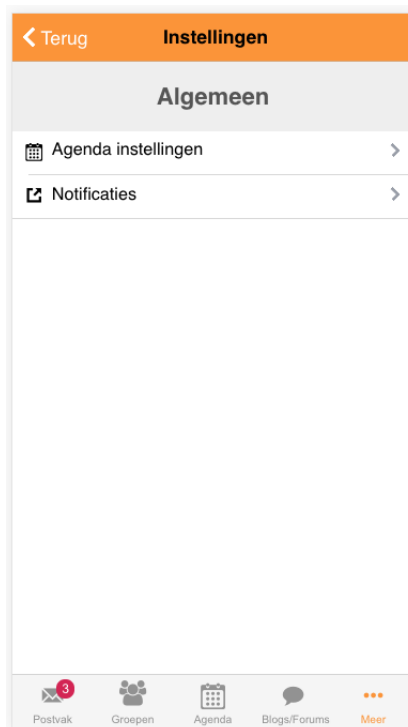 Terug
Instellingen
Algemeen
Agenda instellingen
Notificaties
3
Postvak
Groepen
Agenda
Blogs/Forums
Meer